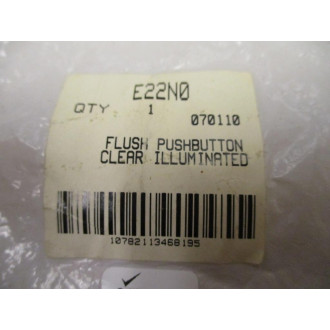 E22N0
QTY 1
070110
FLUSH PUSHBUTTON
CLEAR ILLUMINATED
10782113468195